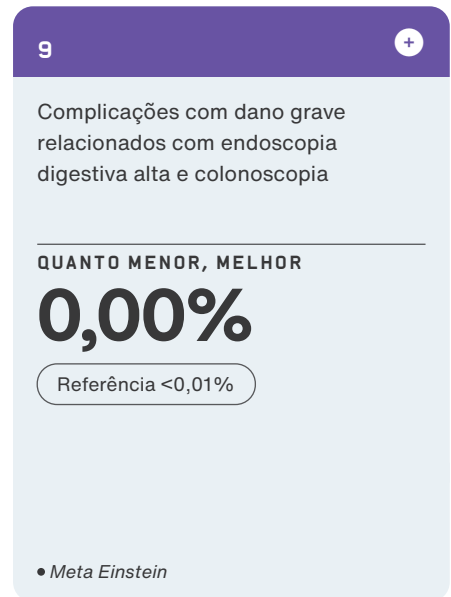 9
+
Complicações com dano grave
relacionados com endoscopia
digestiva alta e colonoscopia
QUANTO MENOR, MELHOR
0,00%
Referência <0,01%
• Meta Einstein